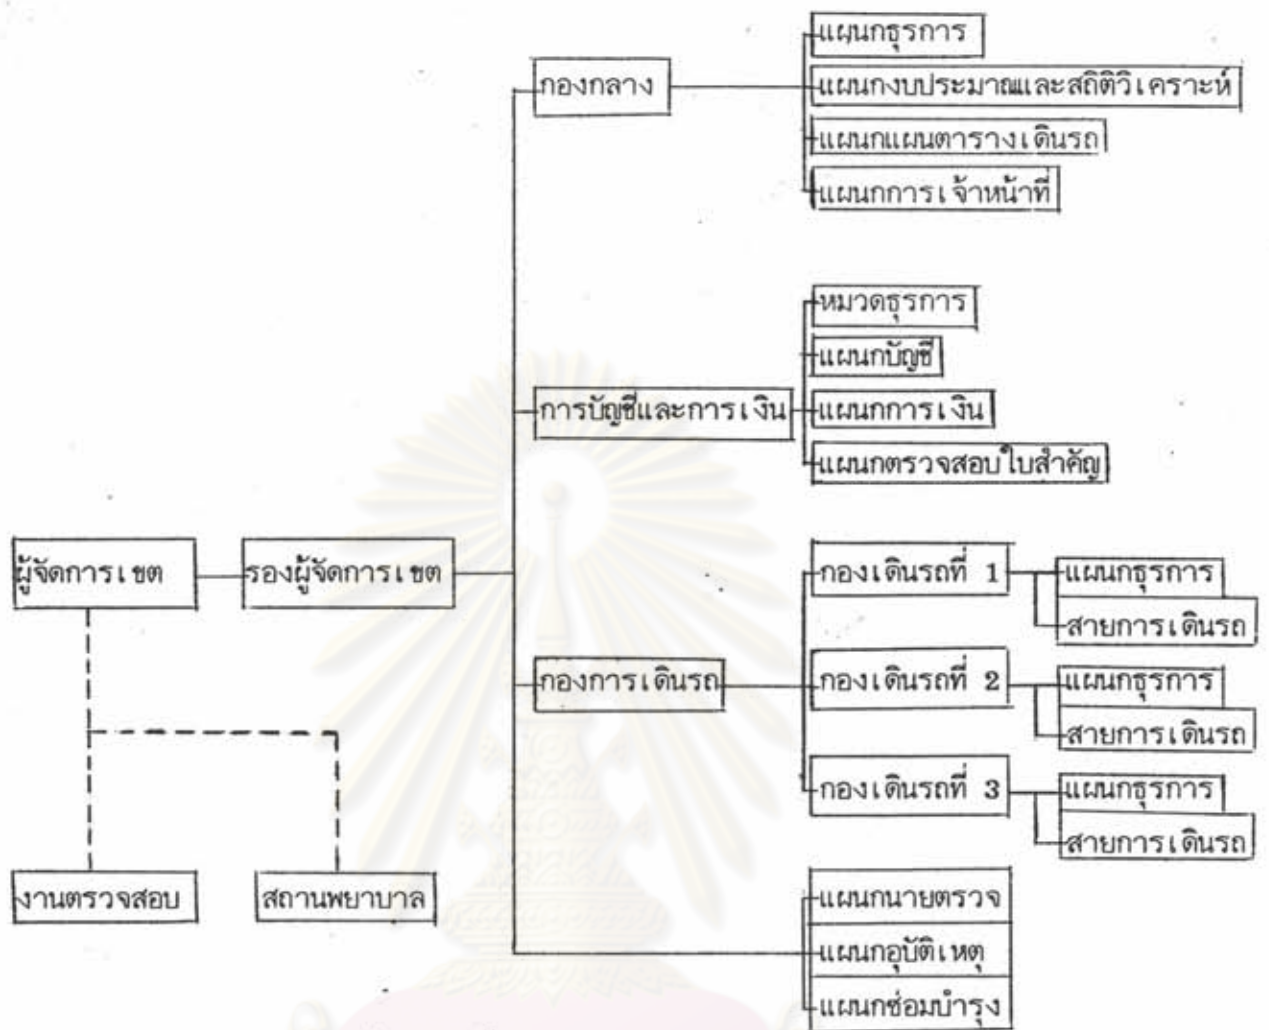 แผนกธุรการ
กองกลาง
แผนกงบประมาณและสถิติวิเคราะห์
แผนกแผนตารางเดินรถ
แผนกการเจ้าหน้าที่
หมวดธุรการ
แผนกบัญชี
การบัญชีและการเงิน
แผนกการเงิน
แผนกตรวจสอบใบสำคัญ
ผู้จัดการเขต
รองผู้จัดการเขต
กองเดินรถที่ 1
แผนกธุรการ
สายการเดินรถ
กองการเดินรถ
กองเดินรถที่ 2
แผนกธุรการ
สายการเดินรถ
กองเดินรถที่ 3
แผนกธุรการ
สายการเดินรถ
งานตรวจสอบ
สถานพยาบาล
แผนกนายตรวจ
แผนกอุบัติเหตุ
แผนกซ่อมบำรุง